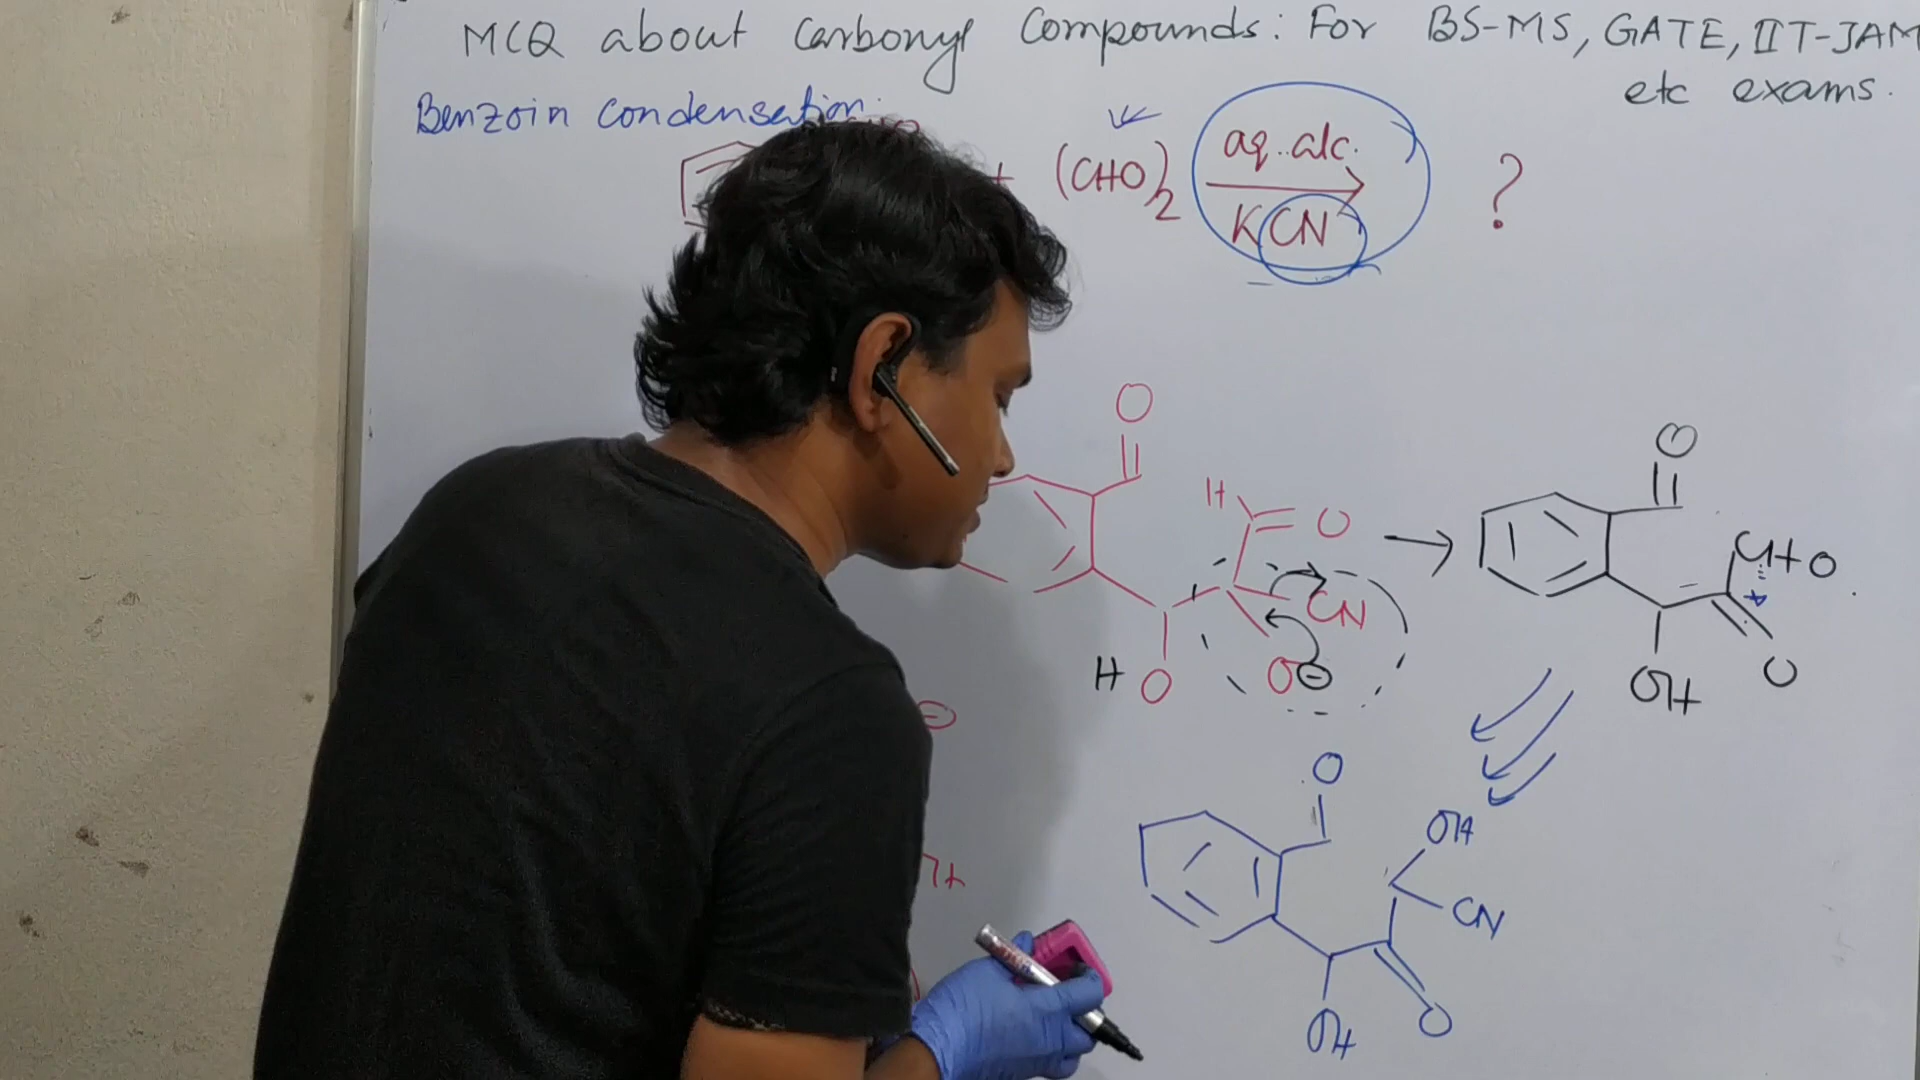 MCQ about Carbonyl Compounds: For BS-MS, GATE, IIT-JAM
etc exams.
Benzoin condensation:
+ (CHO)2 aq. alc. KCN ?
O
H O
CN
H O O⊖
O
CHO
OH O
⊖
O
OH
CN
OH O